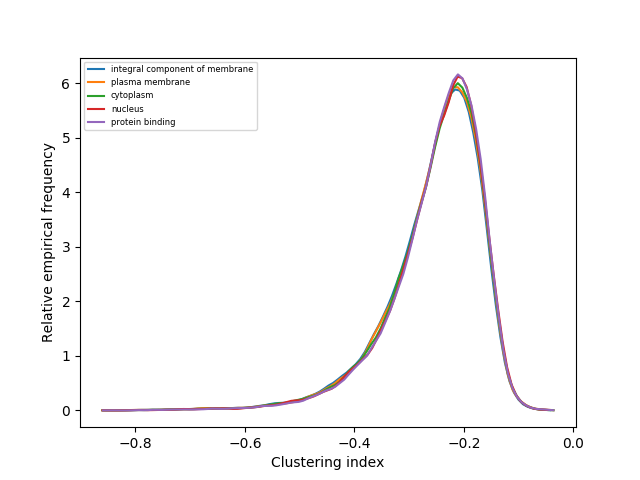 integral component of membrane
plasma membrane
cytoplasm
nucleus
protein binding
6
5
4
3
2
1
0
Relative empirical frequency
−0.8 −0.6 −0.4 −0.2 0.0
Clustering index